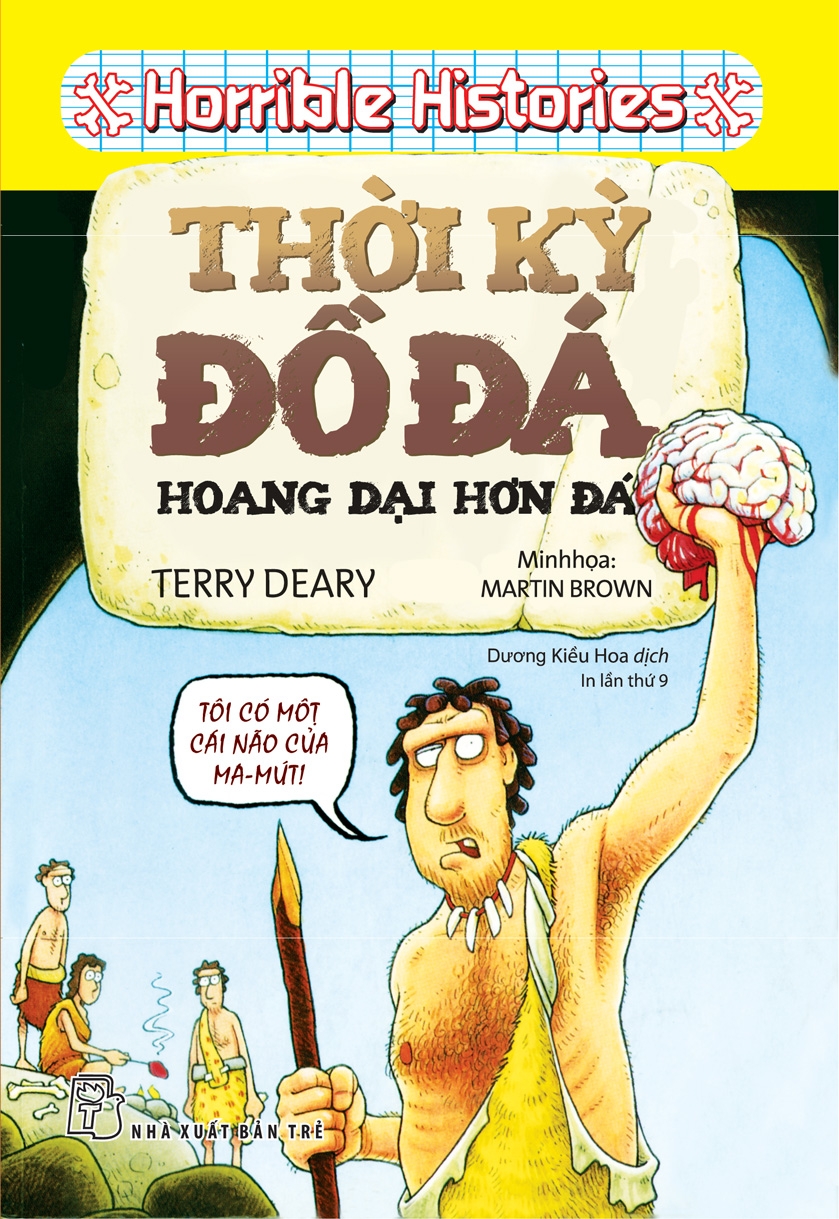 Horrible Histories
THỜI KỲ
ĐỒ ĐÁ
HOANG DẠI HƠN ĐÁ
TERRY DEARY
Minhhọa:
MARTIN BROWN
Dương Kiều Hoa dịch
In lần thứ 9
TÔI CÓ MỘT
CÁI NÃO CỦA
MA-MÚT!
NHÀ XUẤT BẢN TRẺ